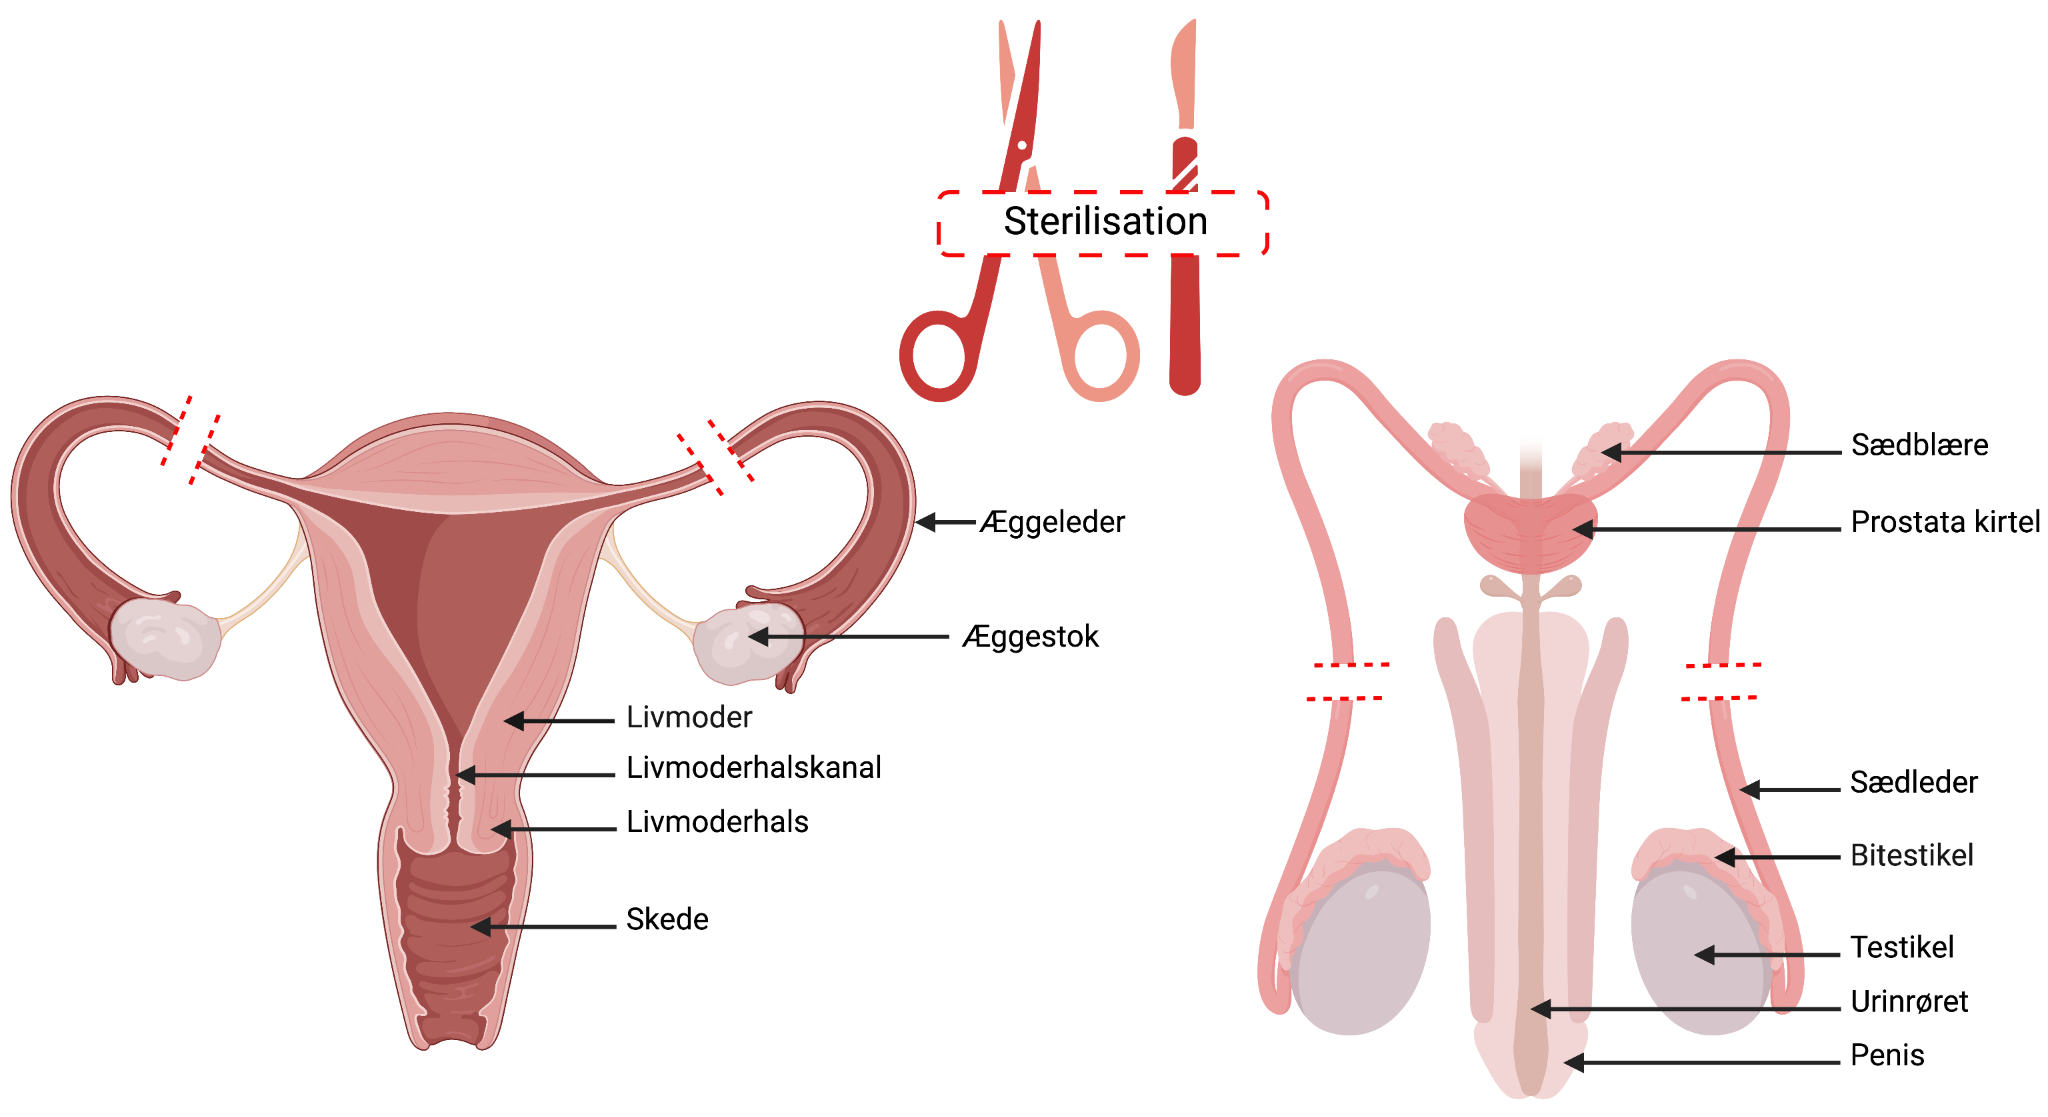 Sterilisation
Æggeleder
Æggestok
Livmoder
Livmoderhalskanal
Livmoderhals
Skede
Sædblære
Prostata kirtel
Sædleder
Bitestikel
Testikel
Urinrøret
Penis